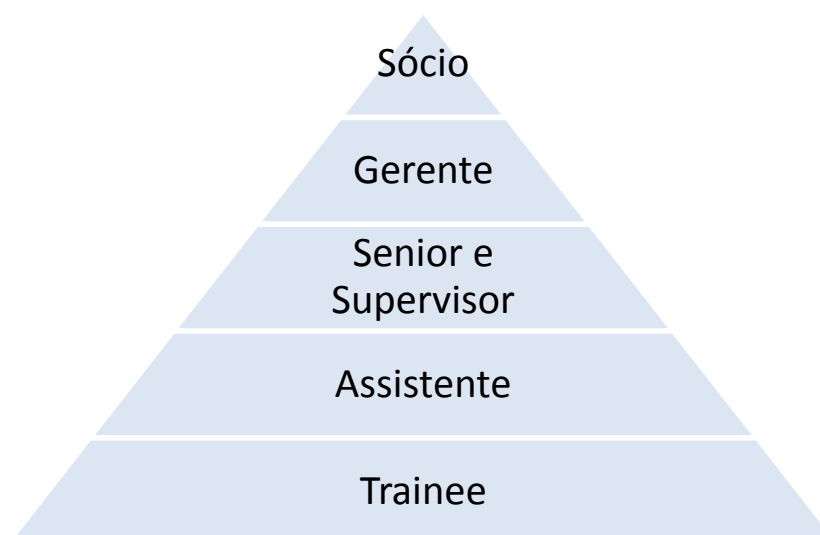 Sócio
Gerente
Senior e
Supervisor
Assistente
Trainee